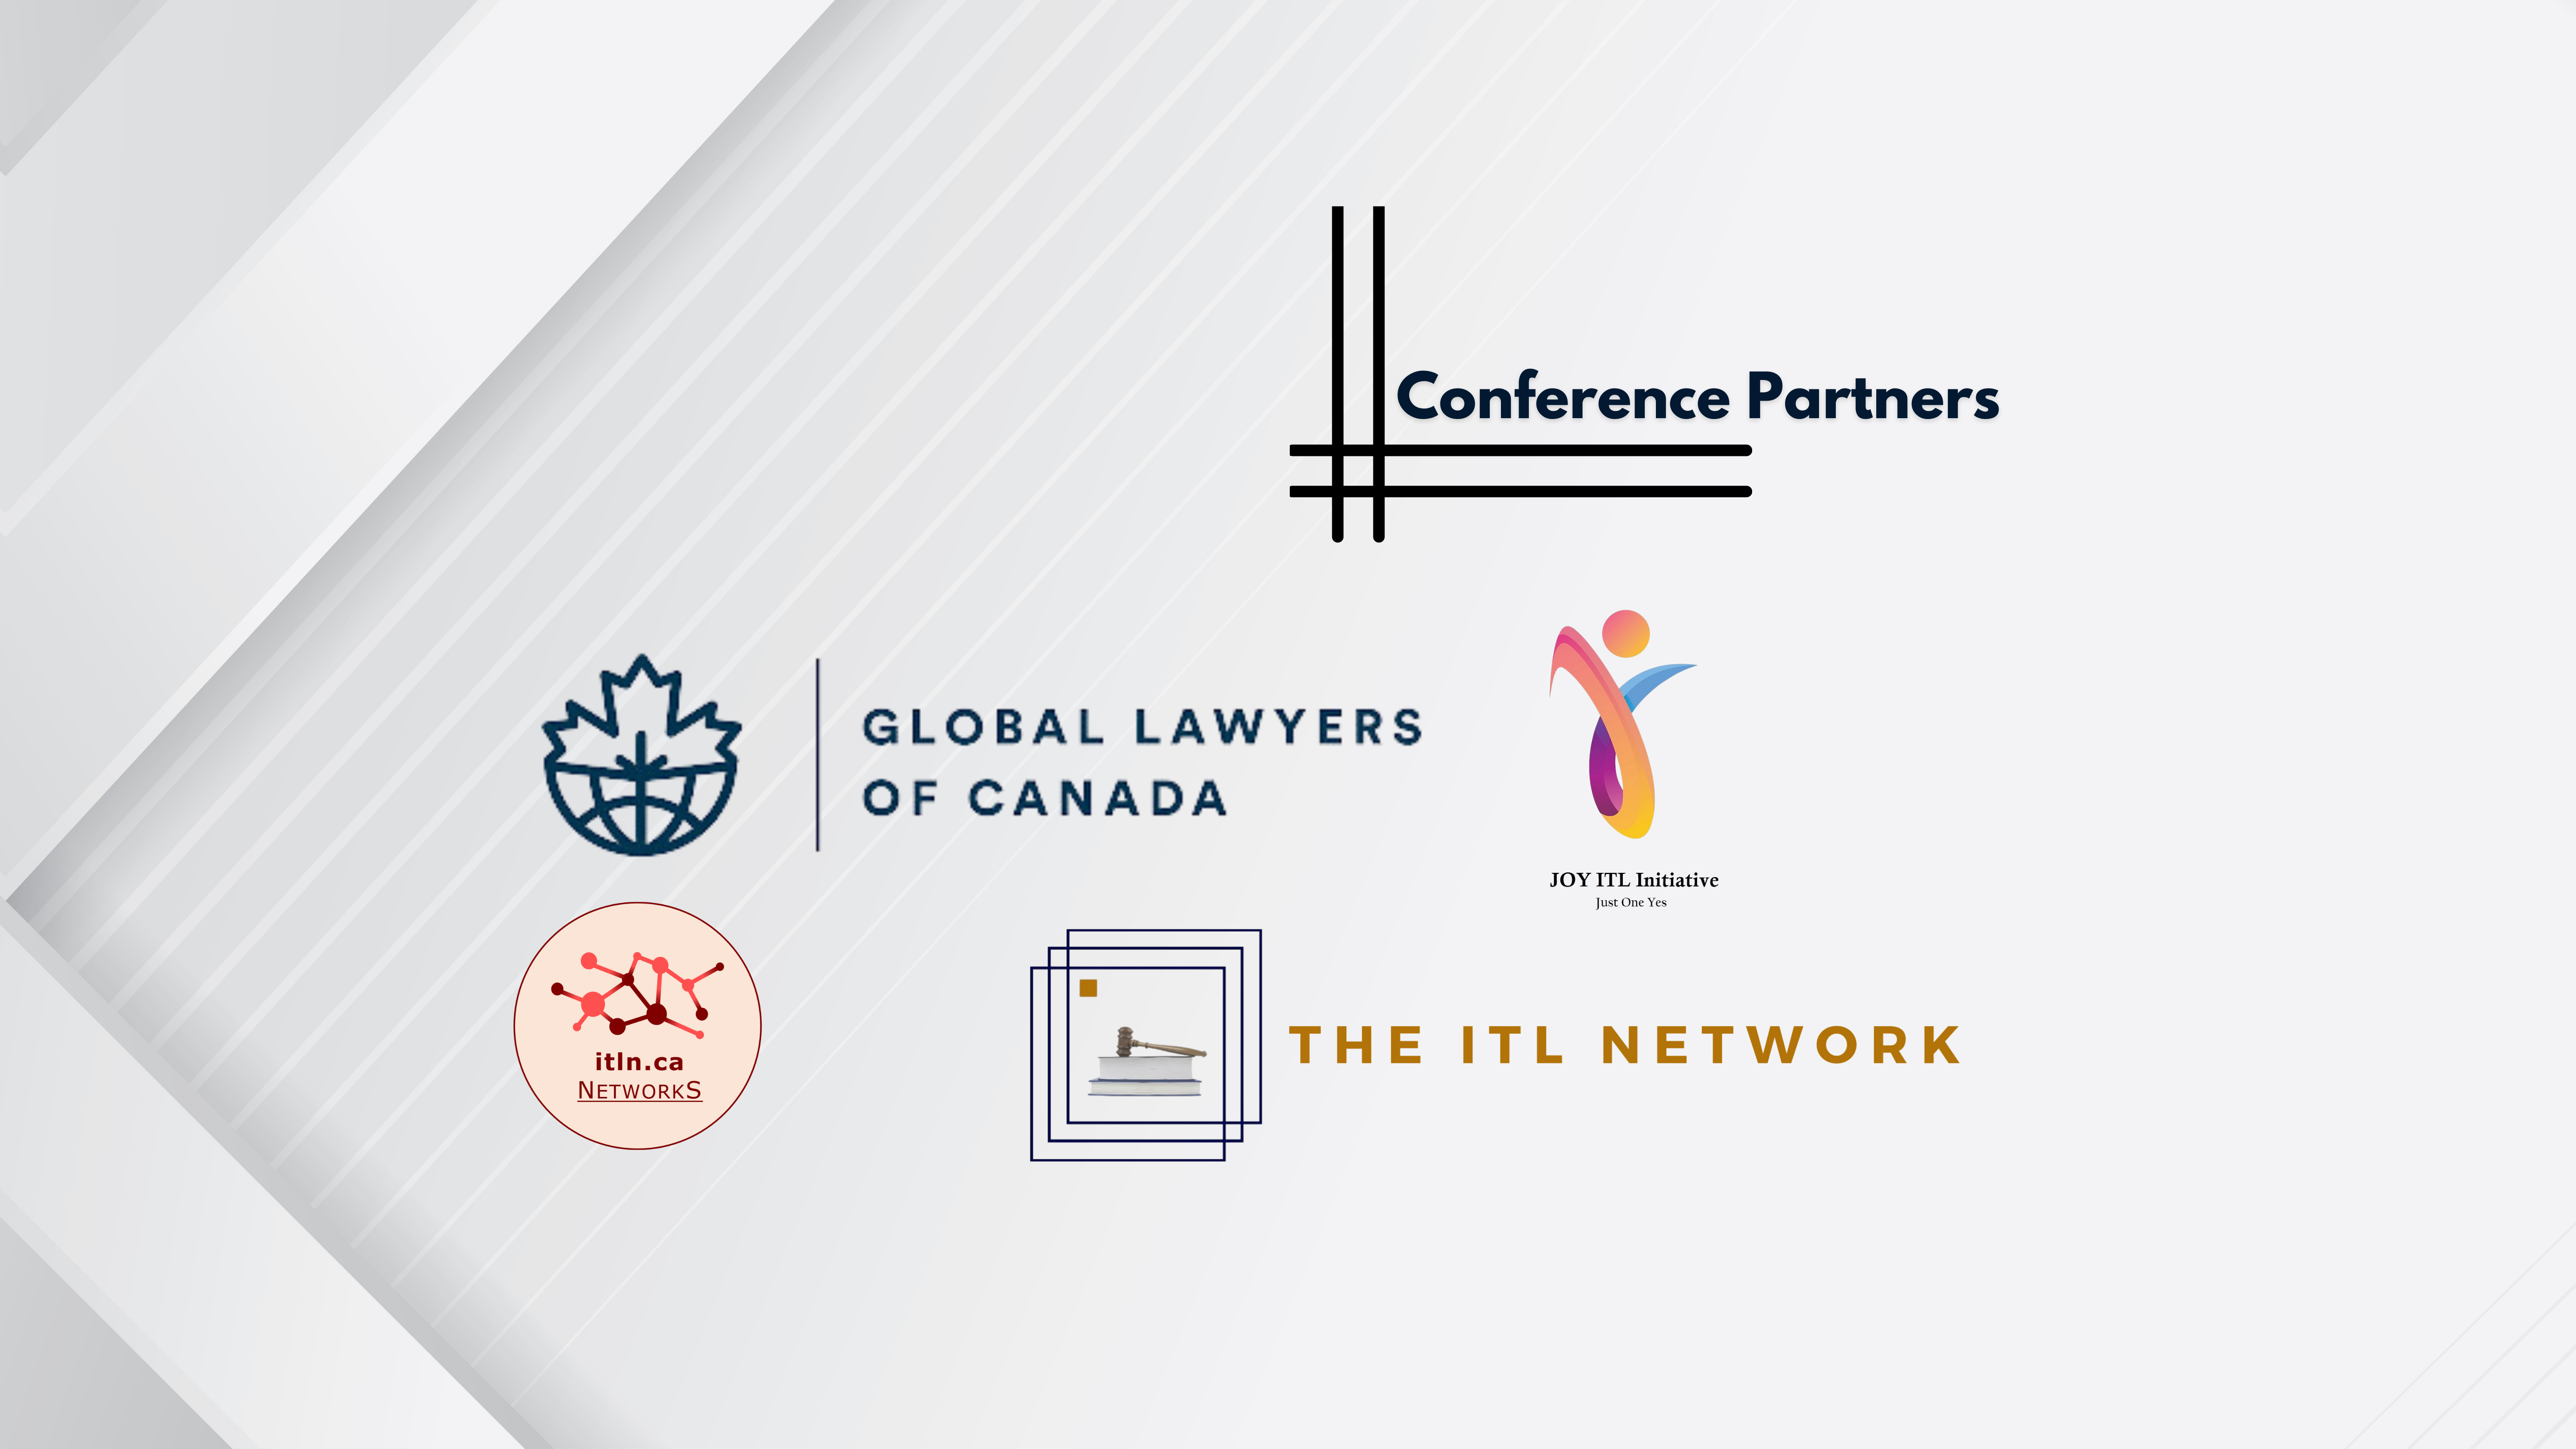 Conference Partners
GLOBAL LAWYERS
OF CANADA
JOY ITL Initiative
Just One Yes
itln.ca
NETWORKS
THE ITL NETWORK